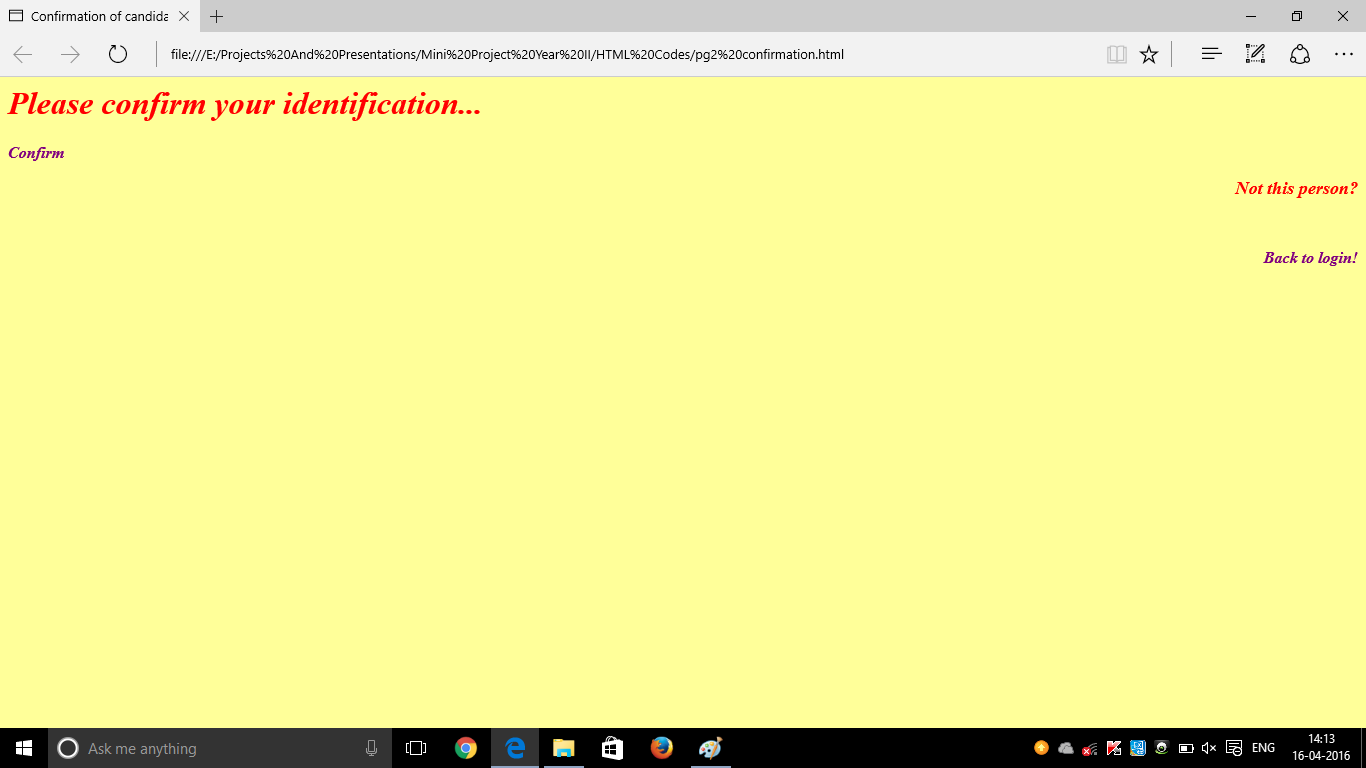 Confirmation of candida
file:///E:/Projects%20And%20Presentations/Mini%20Project%20Year%20II/HTML%20Codes/pg2%20confirmation.html
Please confirm your identification...
Confirm
Not this person?
Back to login!
Ask me anything
ENG
14:13
16-04-2016